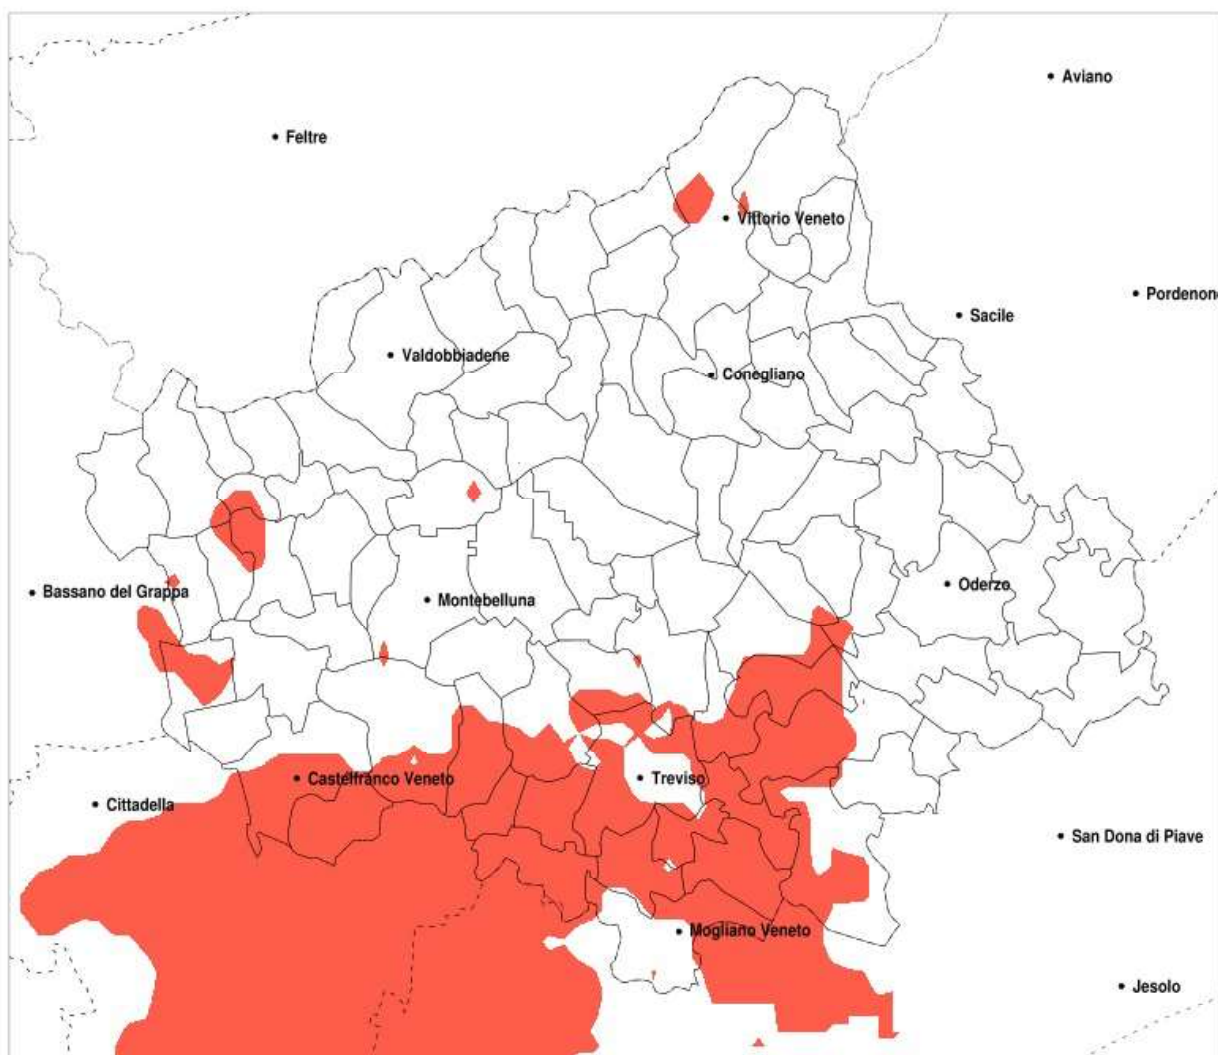 Aviano
Feltre
Vittorio Veneto
Pordenone
Sacile
Valdobbiadene
Conegliano
Oderzo
Bassano del Grappa
Montebelluna
Castelfranco Veneto
Treviso
Cittadella
San Dona di Piave
Mogliano Veneto
Jesolo